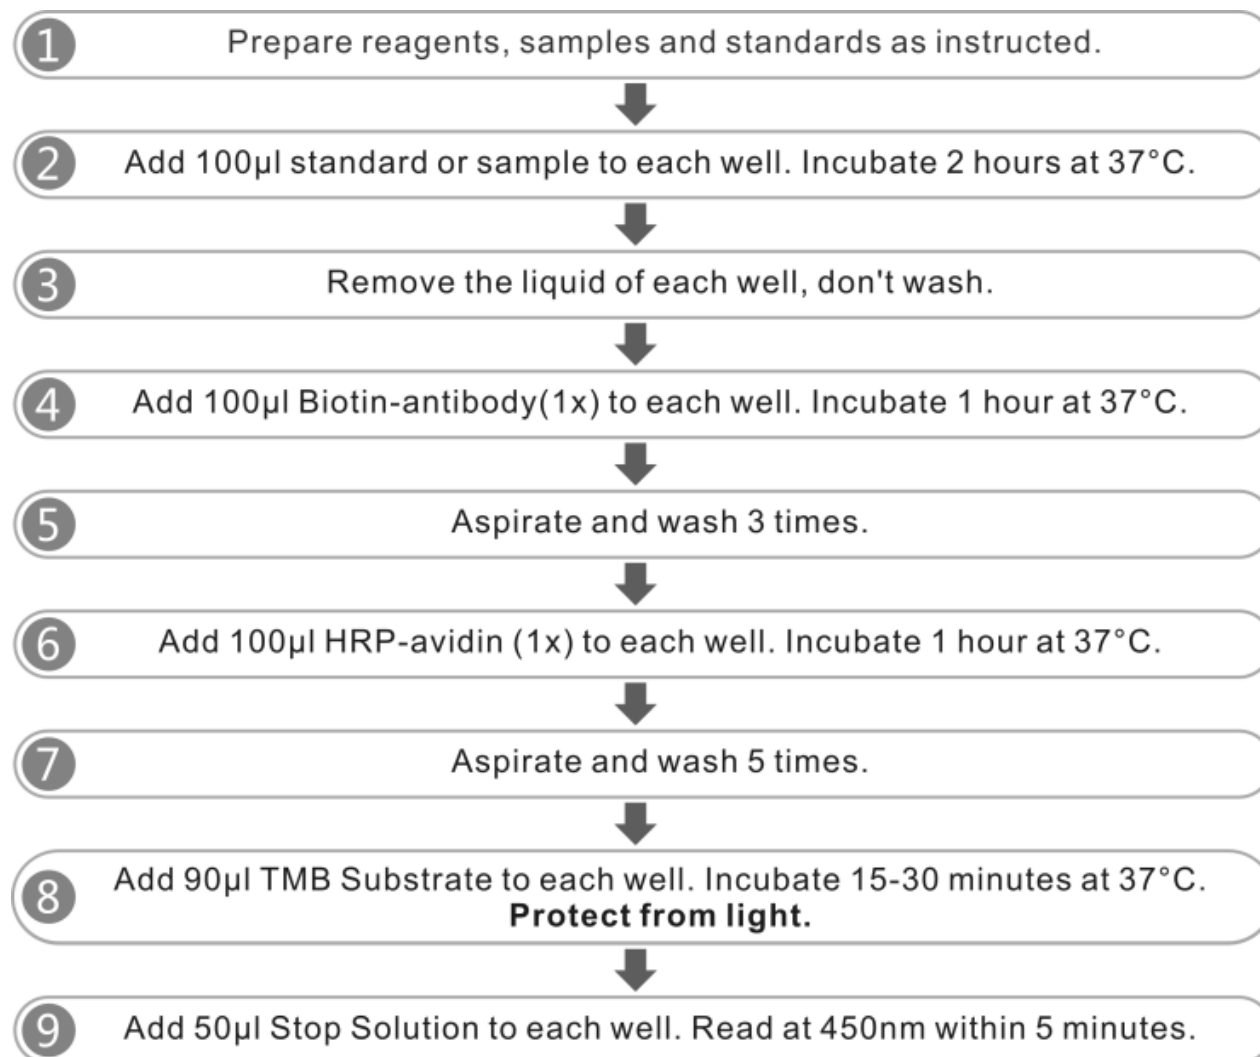 1 Prepare reagents, samples and standards as instructed.
2 Add 100μl standard or sample to each well. Incubate 2 hours at 37°C.
3 Remove the liquid of each well, don't wash.
4 Add 100μl Biotin-antibody(1x) to each well. Incubate 1 hour at 37°C.
5 Aspirate and wash 3 times.
6 Add 100μl HRP-avidin (1x) to each well. Incubate 1 hour at 37°C.
7 Aspirate and wash 5 times.
8 Add 90μl TMB Substrate to each well. Incubate 15-30 minutes at 37°C.
Protect from light.
9 Add 50μl Stop Solution to each well. Read at 450nm within 5 minutes.